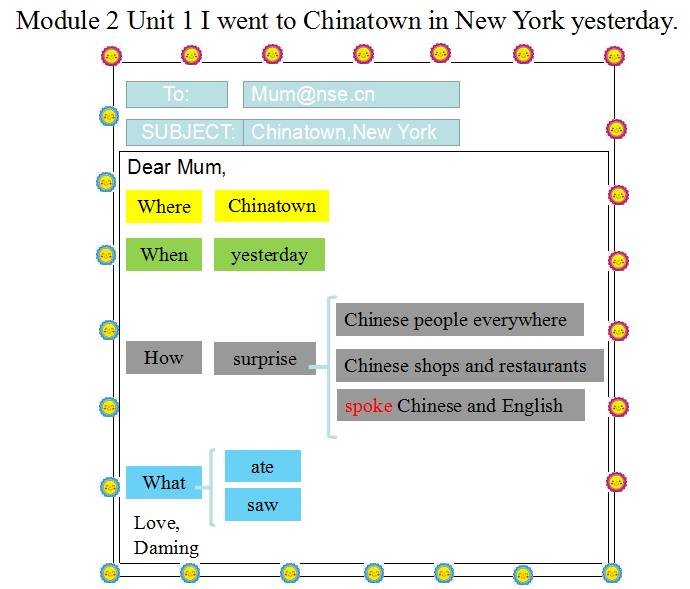 Module 2 Unit 1 I went to Chinatown in New York yesterday.
To: Mum@nse.cn
SUBJECT: Chinatown,New York
Dear Mum,
Where Chinatown
When yesterday
Chinese people everywhere
How surprise Chinese shops and restaurants
spoke Chinese and English
ate
What
saw
Love,
Daming